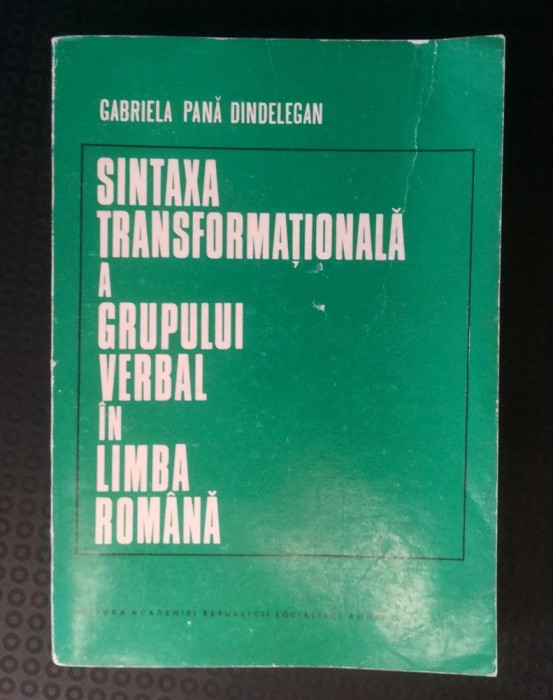 GABRIELA PANĂ DINDELEGAN
SINTAXA
TRANSFORMAȚIONALĂ
A
GRUPULUI
VERBAL
ÎN
LIMBA
ROMÂNĂ
ACADEMIEI REPUBLICII SOCIALISTE